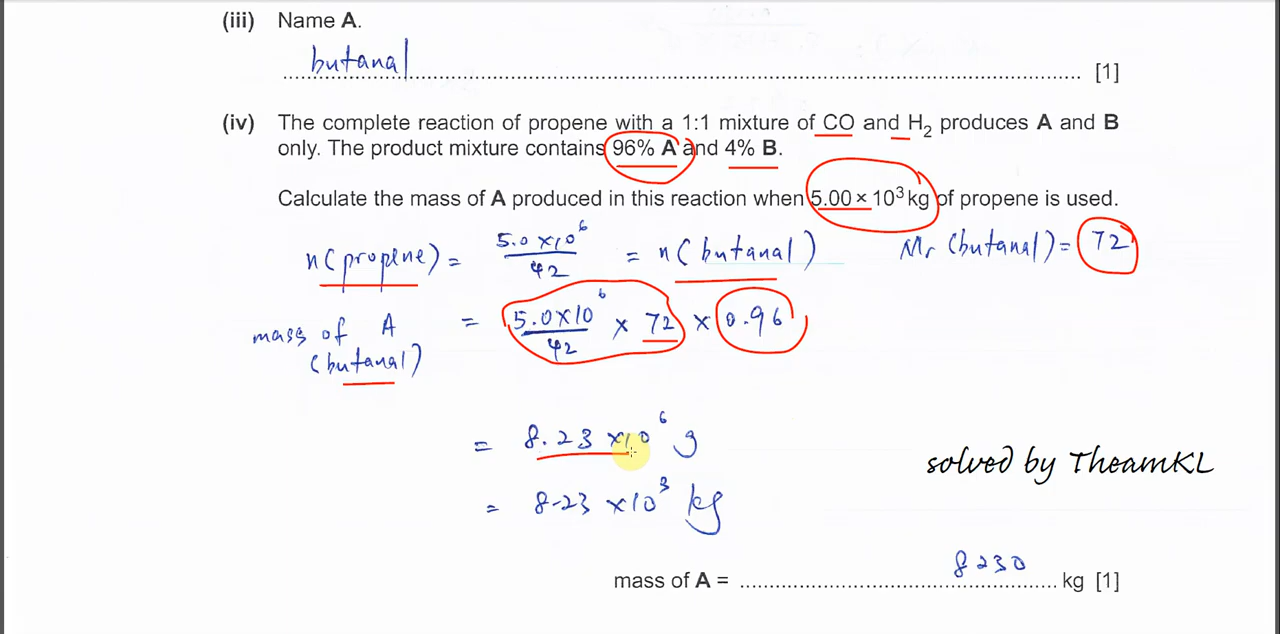 (iii) Name A.
butanal
[1]
(iv) The complete reaction of propene with a 1:1 mixture of CO and H₂ produces A and B
only. The product mixture contains 96% A and 4% B.
Calculate the mass of A produced in this reaction when 5.00 × 10³ kg of propene is used.
n(propene) = 5.0 × 10⁶ / 42 = n(butanal) Mr (butanal) = 72
mass of A (butanal) = 5.0 × 10⁶ / 42 × 72 × 0.96
= 8.23 × 10⁶ g
solved by TheamKL
= 8.23 × 10³ kg
8230
mass of A = kg [1]